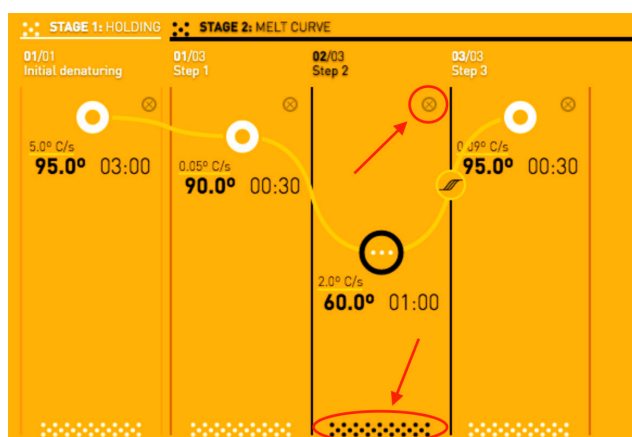 STAGE 1: HOLDING
STAGE 2: MELT CURVE
01/01
Initial denaturing
01/03
Step 1
02/03
Step 2
03/03
Step 3
5.0º C/s
95.0º 03:00
0.05º C/s
90.0º 00:30
2.0º C/s
60.0º 01:00
0.09º C/s
95.0º 00:30